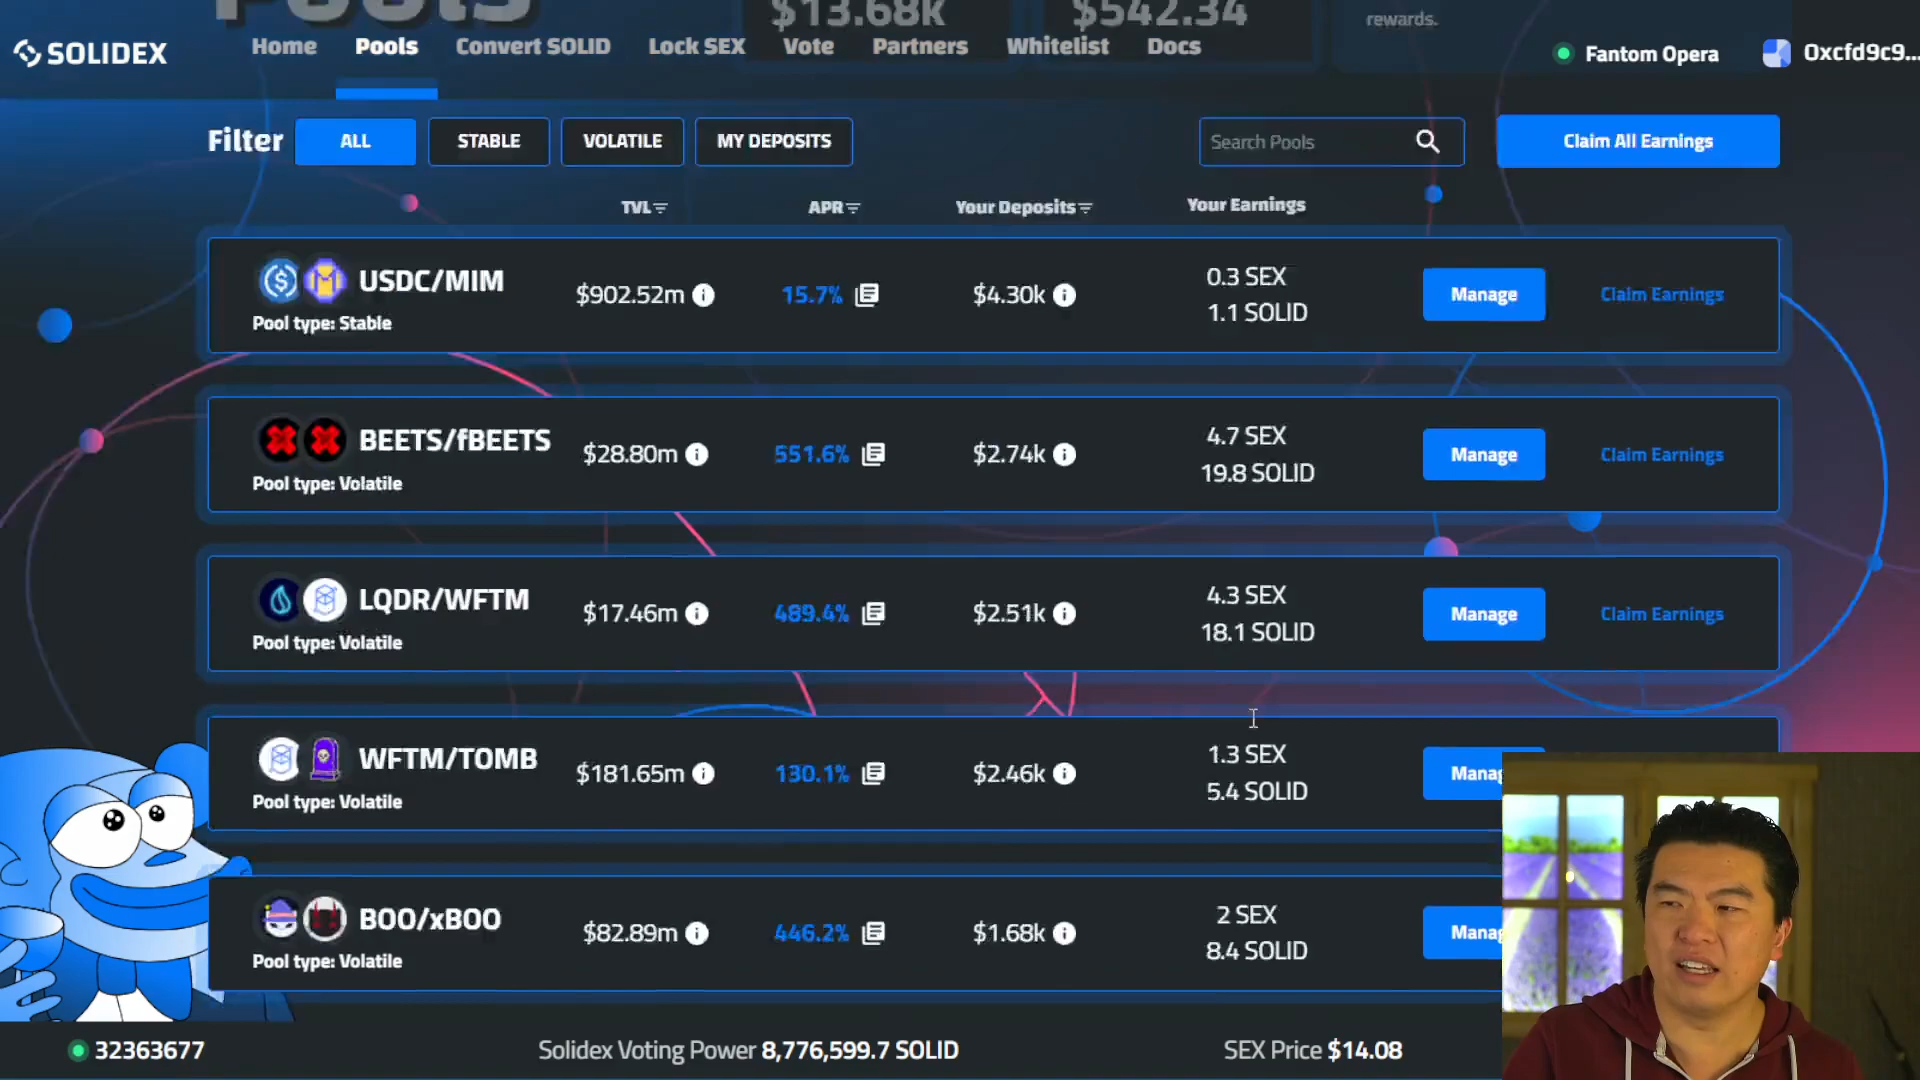 Pools
$13.68k
$542.34
rewards.
SOLIDEX
Home
Pools
Convert SOLID
Lock SEX
Vote
Partners
Whitelist
Docs
Fantom Opera
0xcfd9c9...
Filter
ALL
STABLE
VOLATILE
MY DEPOSITS
Search Pools
Claim All Earnings
TVL
APR
Your Deposits
Your Earnings
USDC/MIM
Pool type: Stable
$902.52m
15.7%
$4.30k
0.3 SEX
1.1 SOLID
Manage
Claim Earnings
BEETS/fBEETS
Pool type: Volatile
$28.80m
551.6%
$2.74k
4.7 SEX
19.8 SOLID
Manage
Claim Earnings
LQDR/WFTM
Pool type: Volatile
$17.46m
489.4%
$2.51k
4.3 SEX
18.1 SOLID
Manage
Claim Earnings
WFTM/TOMB
Pool type: Volatile
$181.65m
130.1%
$2.46k
1.3 SEX
5.4 SOLID
Manag
BOO/xBOO
Pool type: Volatile
$82.89m
446.2%
$1.68k
2 SEX
8.4 SOLID
Manag
32363677
Solidex Voting Power 8,776,599.7 SOLID
SEX Price $14.08